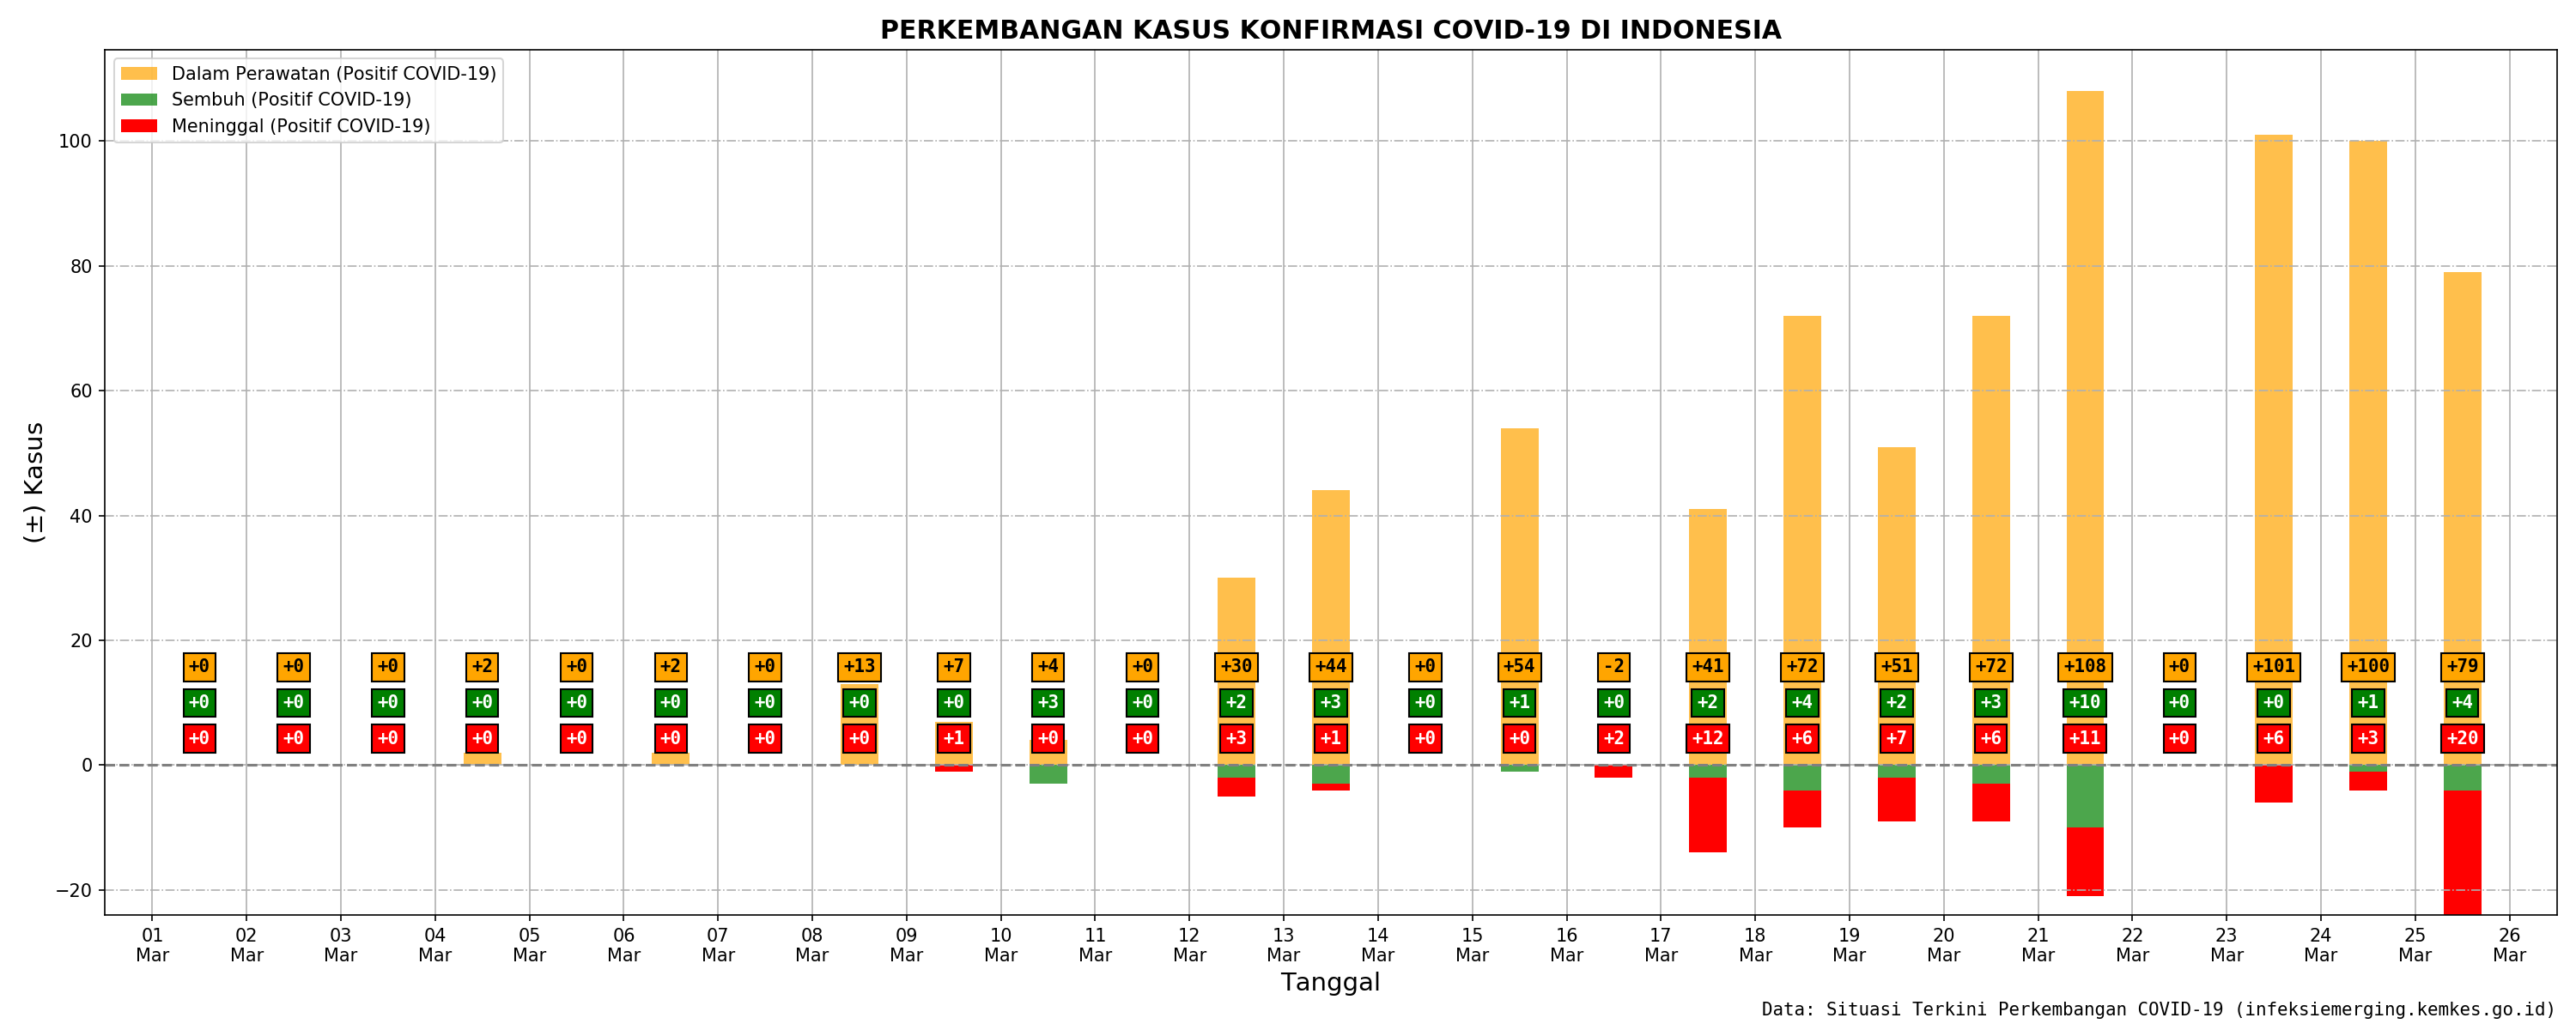 PERKEMBANGAN KASUS KONFIRMASI COVID-19 DI INDONESIA
Dalam Perawatan (Positif COVID-19)
Sembuh (Positif COVID-19)
Meninggal (Positif COVID-19)
(±) Kasus
100
80
60
40
20
0
−20
+0 +0 +0 +2 +0 +2 +0 +13 +7 +4 +0 +30 +44 +0 +54 -2 +41 +72 +51 +72 +108 +0 +101 +100 +79
+0 +0 +0 +0 +0 +0 +0 +0 +0 +3 +0 +2 +3 +0 +1 +0 +2 +4 +2 +3 +10 +0 +0 +1 +4
+0 +0 +0 +0 +0 +0 +0 +0 +1 +0 +0 +3 +1 +0 +0 +2 +12 +6 +7 +6 +11 +0 +6 +3 +20
01 02 03 04 05 06 07 08 09 10 11 12 13 14 15 16 17 18 19 20 21 22 23 24 25 26
Mar Mar Mar Mar Mar Mar Mar Mar Mar Mar Mar Mar Mar Mar Mar Mar Mar Mar Mar Mar Mar Mar Mar Mar Mar Mar
Tanggal
Data: Situasi Terkini Perkembangan COVID-19 (infeksiemerging.kemkes.go.id)